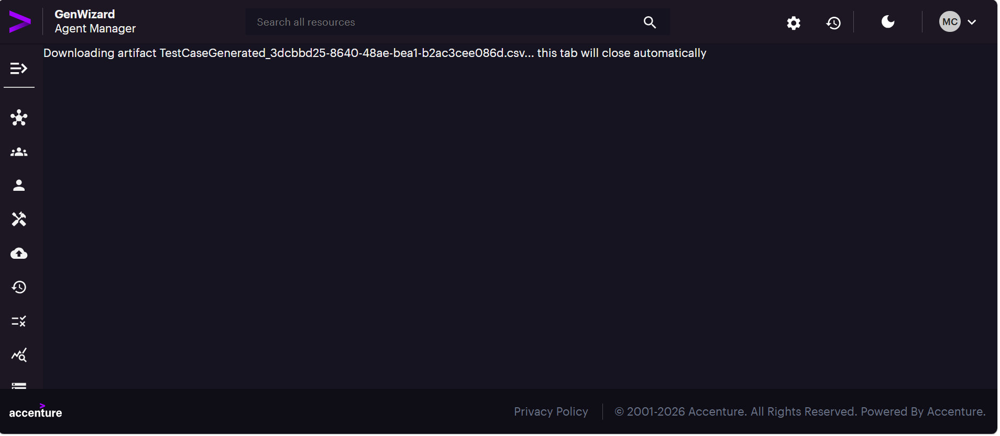 GenWizard
Agent Manager
Search all resources
MC
Downloading artifact TestCaseGenerated_3dcbbd25-8640-48ae-bea1-b2ac3cee086d.csv... this tab will close automatically
accenture
Privacy Policy
© 2001-2026 Accenture. All Rights Reserved. Powered By Accenture.